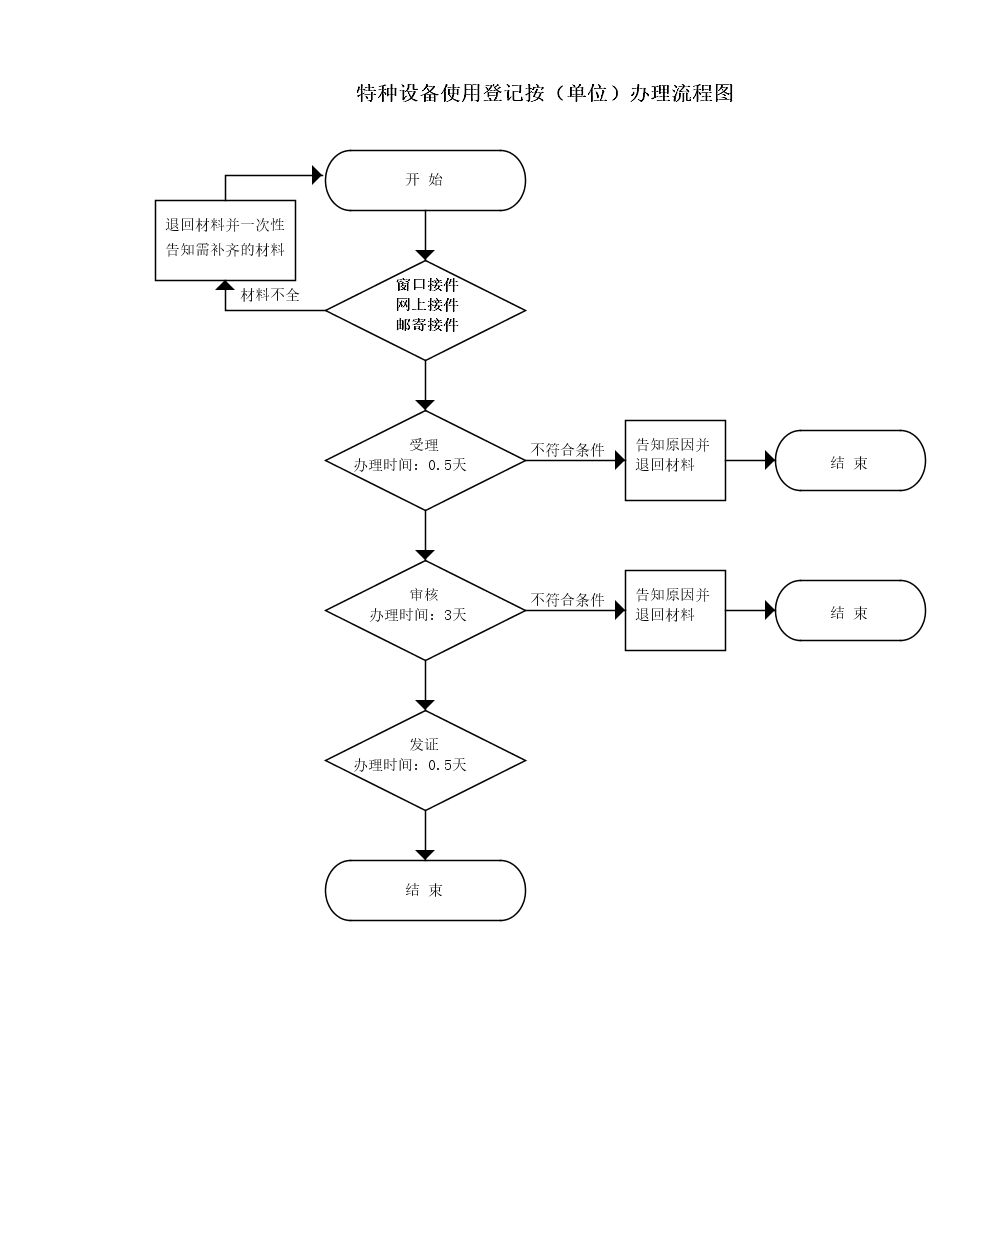 特种设备使用登记按（单位）办理流程图
开 始
退回材料并一次性
告知需补齐的材料
材料不全
窗口接件
网上接件
邮寄接件
受理
办理时间：0.5天
不符合条件
告知原因并
退回材料
结 束
审核
办理时间：3天
不符合条件
告知原因并
退回材料
结 束
发证
办理时间：0.5天
结 束